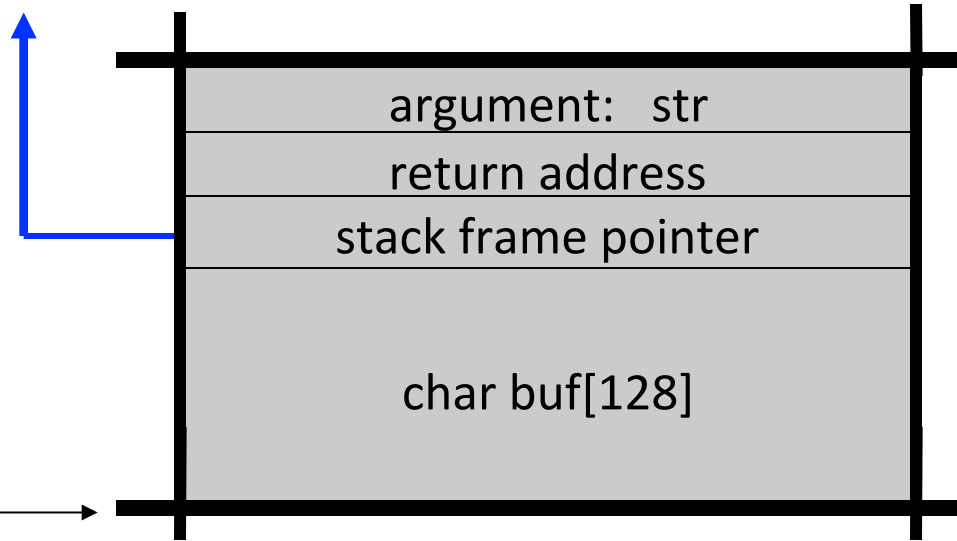 argument: str
return address
stack frame pointer
char buf[128]